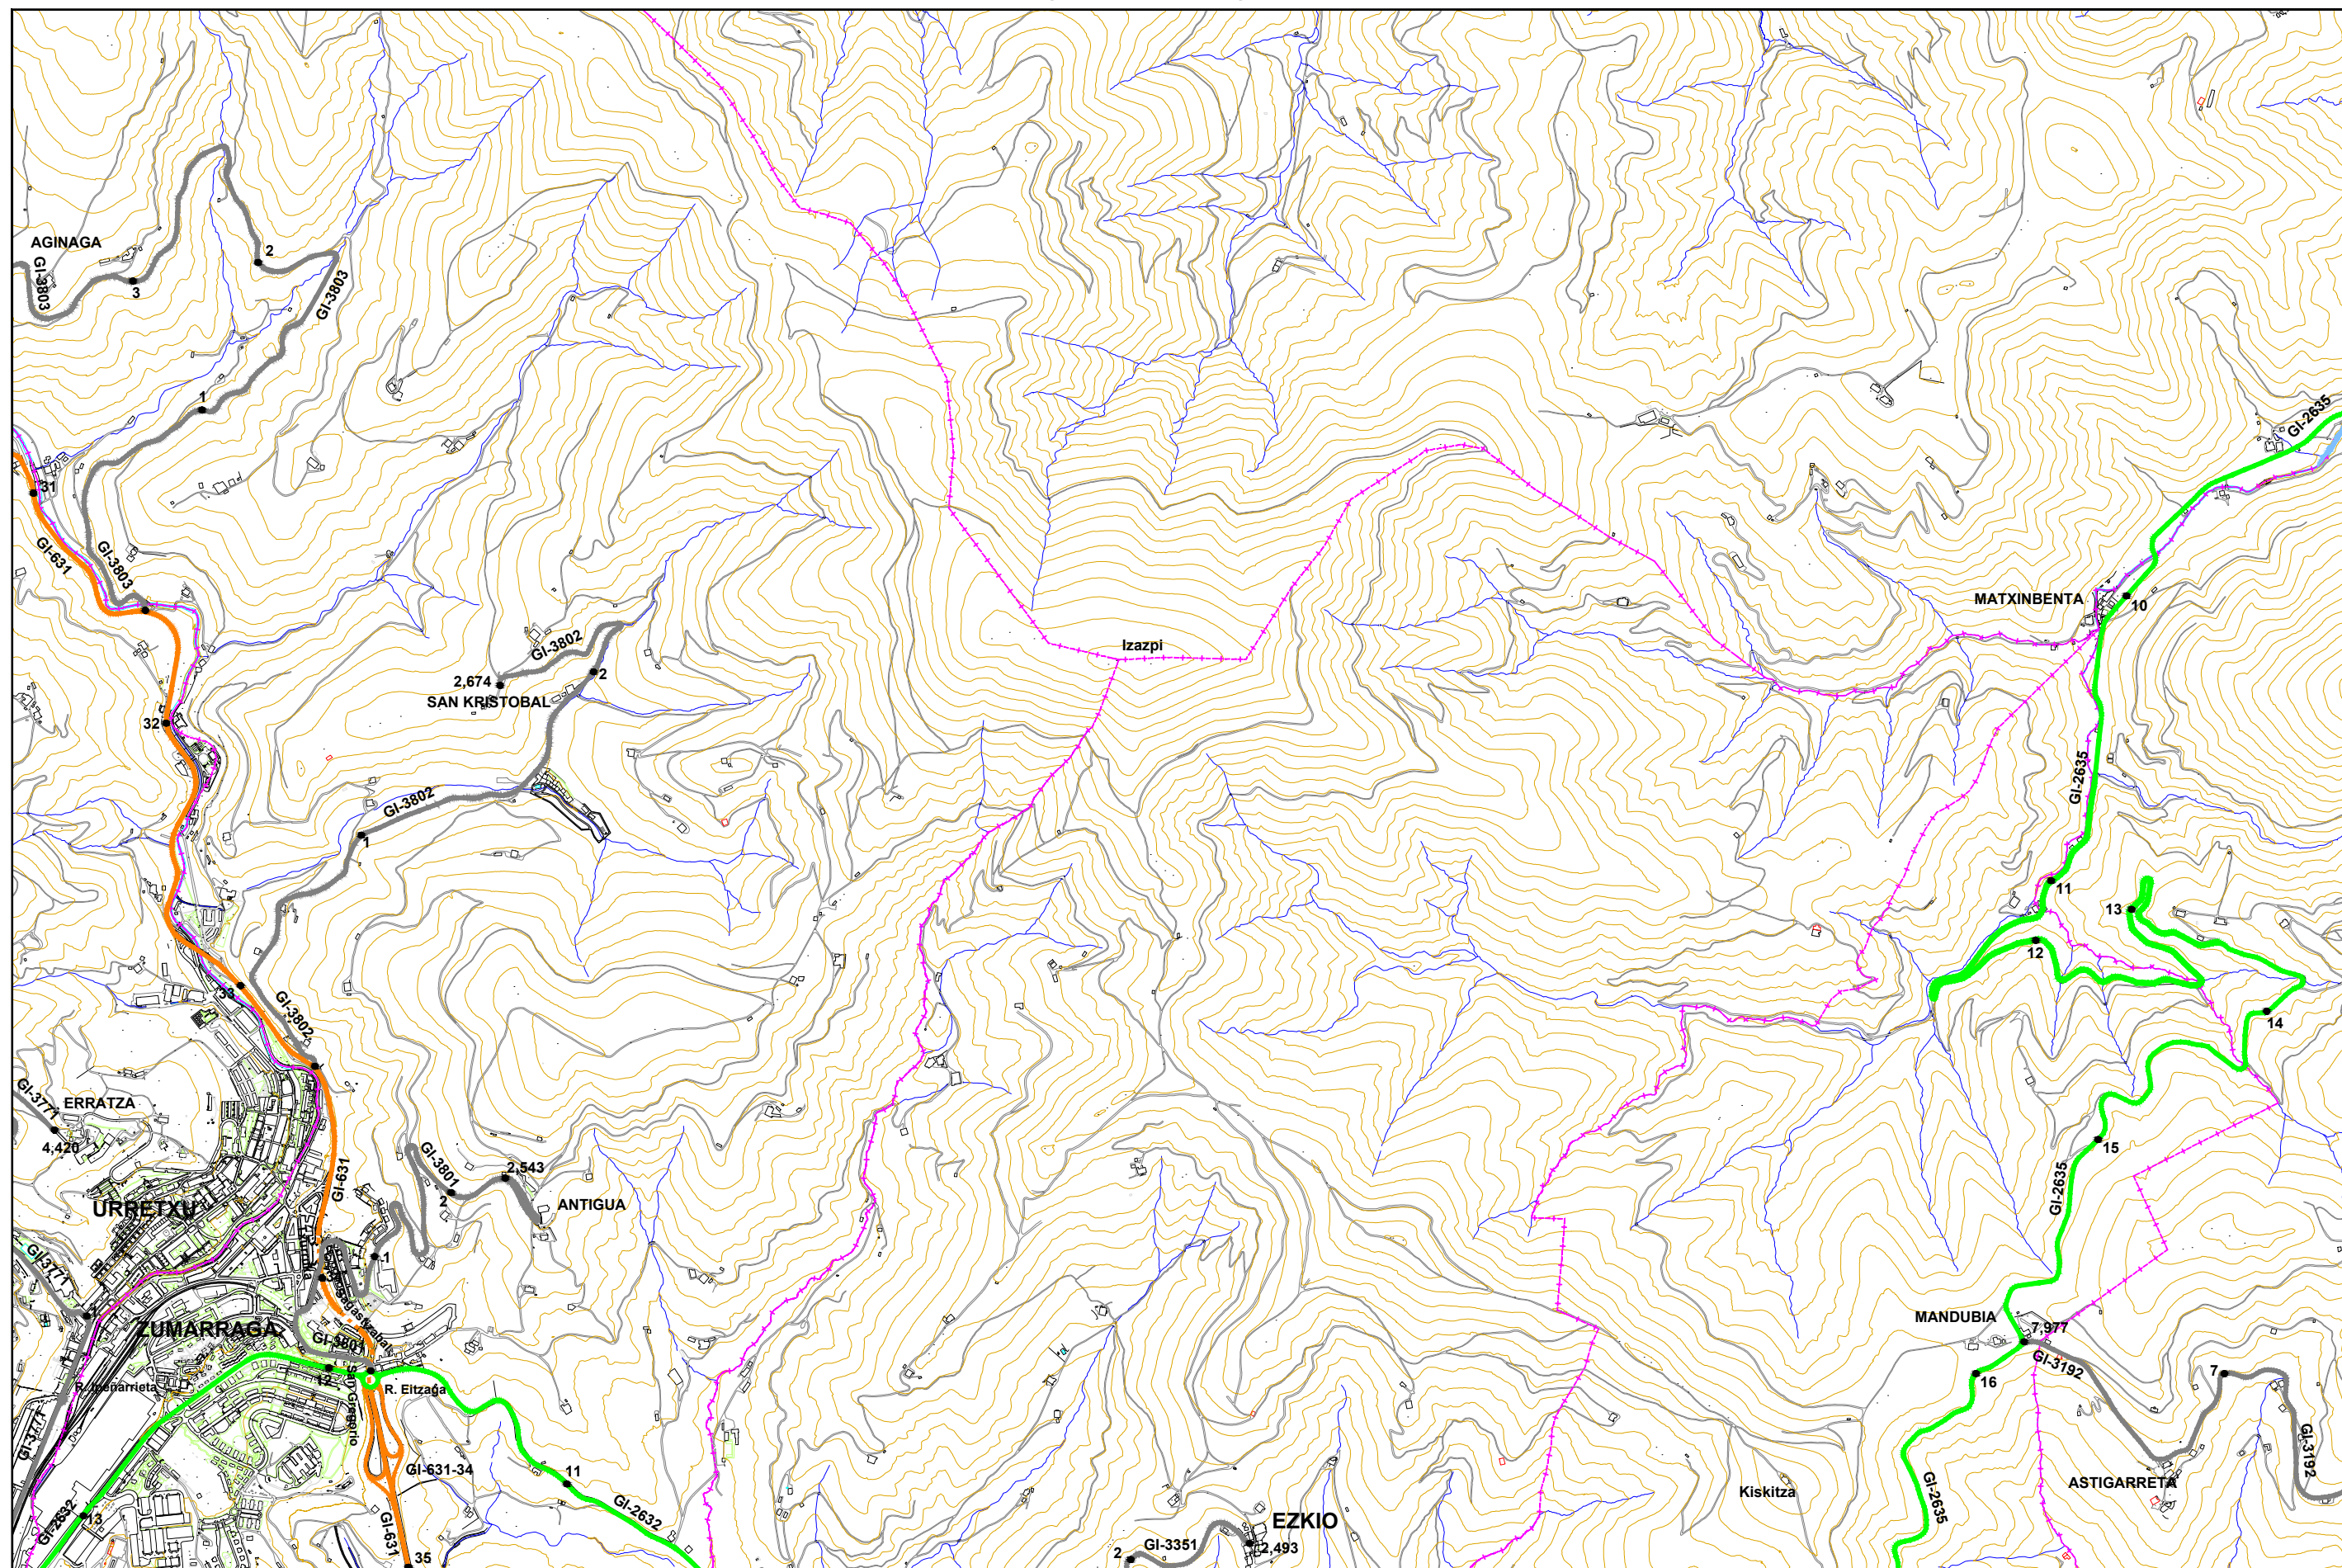 AGINAGA
GI-3803
2
3
GI-3803
1
GI-2635
31
GI-631
GI-3803
MATXINBENTA
10
GI-3802
Izazpi
2,674
2
SAN KRISTOBAL
32
GI-2635
GI-3802
1
11
13
12
33
GI-3802
14
GI-3771
ERRATZA
4,420
15
GI-3801
2,543
2
ANTIGUA
GI-631
GI-2635
URRETXU
GI-3771
1
MANDUBIA
7,977
ZUMARRAGA
GI-3801
GI-3192
7
16
12
San Gregorio
R. Eitzaga
R. Ipeñarrieta
GI-3771
GI-631-34
11
GI-3192
ASTIGARRETA
Kiskitza
GI-2632
GI-2635
13
GI-2632
GI-631
EZKIO
35
2
GI-3351
2,493